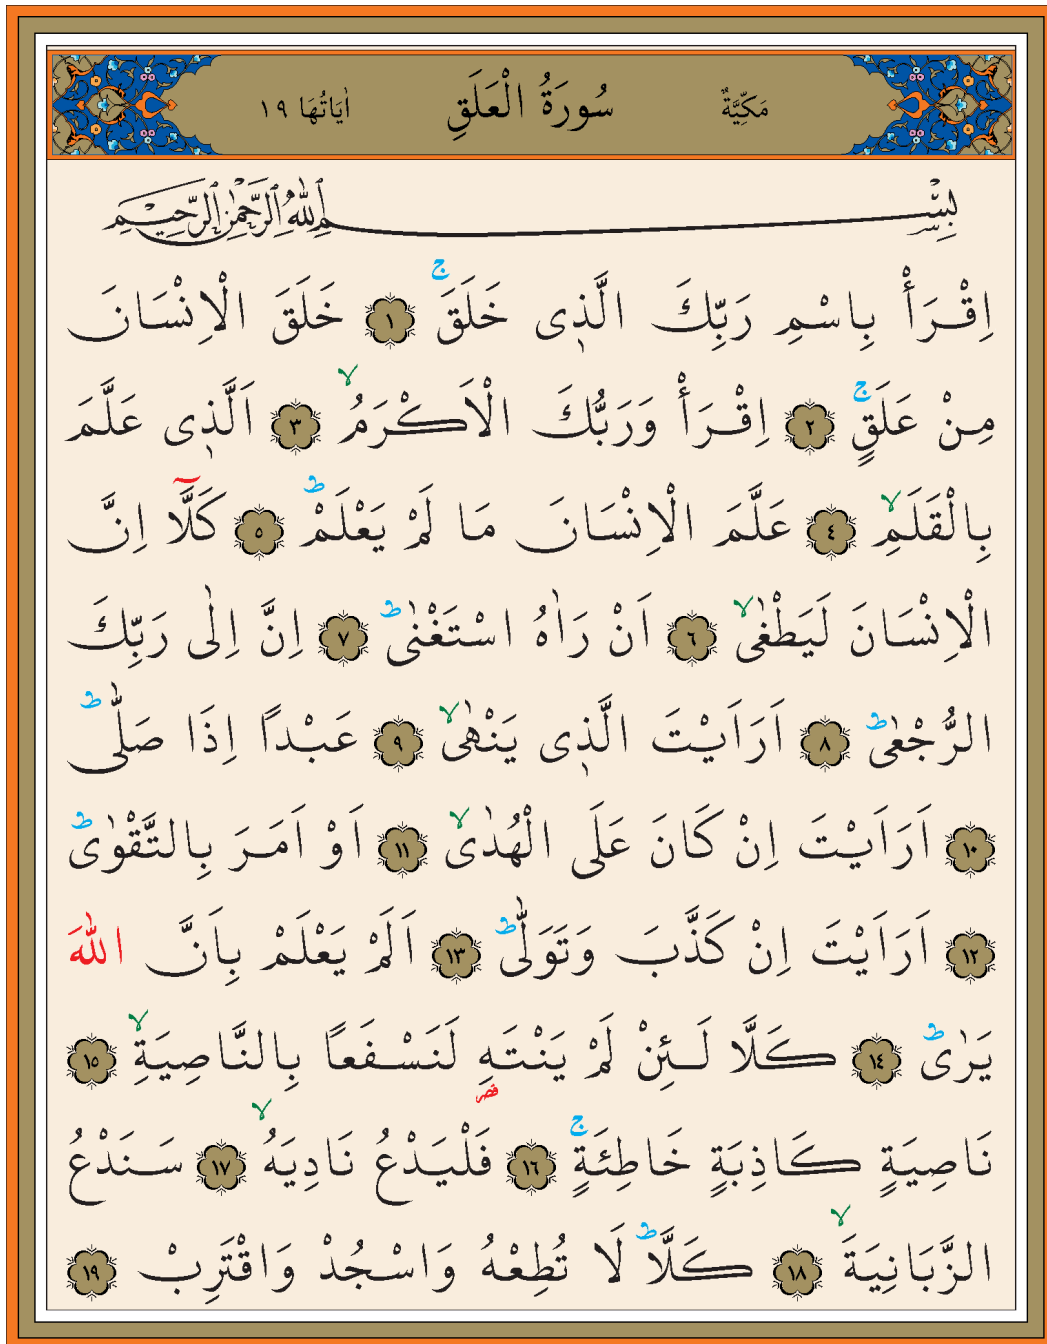 مَكِّيَّةٌ سُورَةُ الْعَلَقِ اٰيَاتُهَا ١٩
بِسْمِ اللّٰهِ الرَّحْمٰنِ الرَّحِيمِ
اِقْرَأْ بِاسْمِ رَبِّكَ الَّذ۪ى خَلَقَۚ ١ خَلَقَ الْاِنْسَانَ
مِنْ عَلَقٍۚ ٢ اِقْرَأْ وَرَبُّكَ الْاَكْرَمُۙ ٣ اَلَّذ۪ى عَلَّمَ
بِالْقَلَمِۙ ٤ عَلَّمَ الْاِنْسَانَ مَا لَمْ يَعْلَمْۜ ٥ كَلَّٓا اِنَّ
الْاِنْسَانَ لَيَطْغٰىۙ ٦ اَنْ رَاٰهُ اسْتَغْنٰىۜ ٧ اِنَّ اِلٰى رَبِّكَ
الرُّجْعٰىۜ ٨ اَرَاَيْتَ الَّذ۪ى يَنْهٰىۙ ٩ عَبْدًا اِذَا صَلّٰىۜ
١٠ اَرَاَيْتَ اِنْ كَانَ عَلَى الْهُدٰىۙ ١١ اَوْ اَمَرَ بِالتَّقْوٰىۜ
١٢ اَرَاَيْتَ اِنْ كَذَّبَ وَتَوَلّٰىۜ ١٣ اَلَمْ يَعْلَمْ بِاَنَّ اللّٰهَ
يَرٰىۜ ١٤ كَلَّا لَئِنْ لَمْ يَنْتَهِ لَنَسْفَعًا بِالنَّاصِيَةِۙ ١٥
قصر
نَاصِيَةٍ كَاذِبَةٍ خَاطِئَةٍۚ ١٦ فَلْيَدْعُ نَادِيَهُۙ ١٧ سَنَدْعُ
الزَّبَانِيَةَۙ ١٨ كَلَّاۜ لَا تُطِعْهُ وَاسْجُدْ وَاقْتَرِبْ ١٩